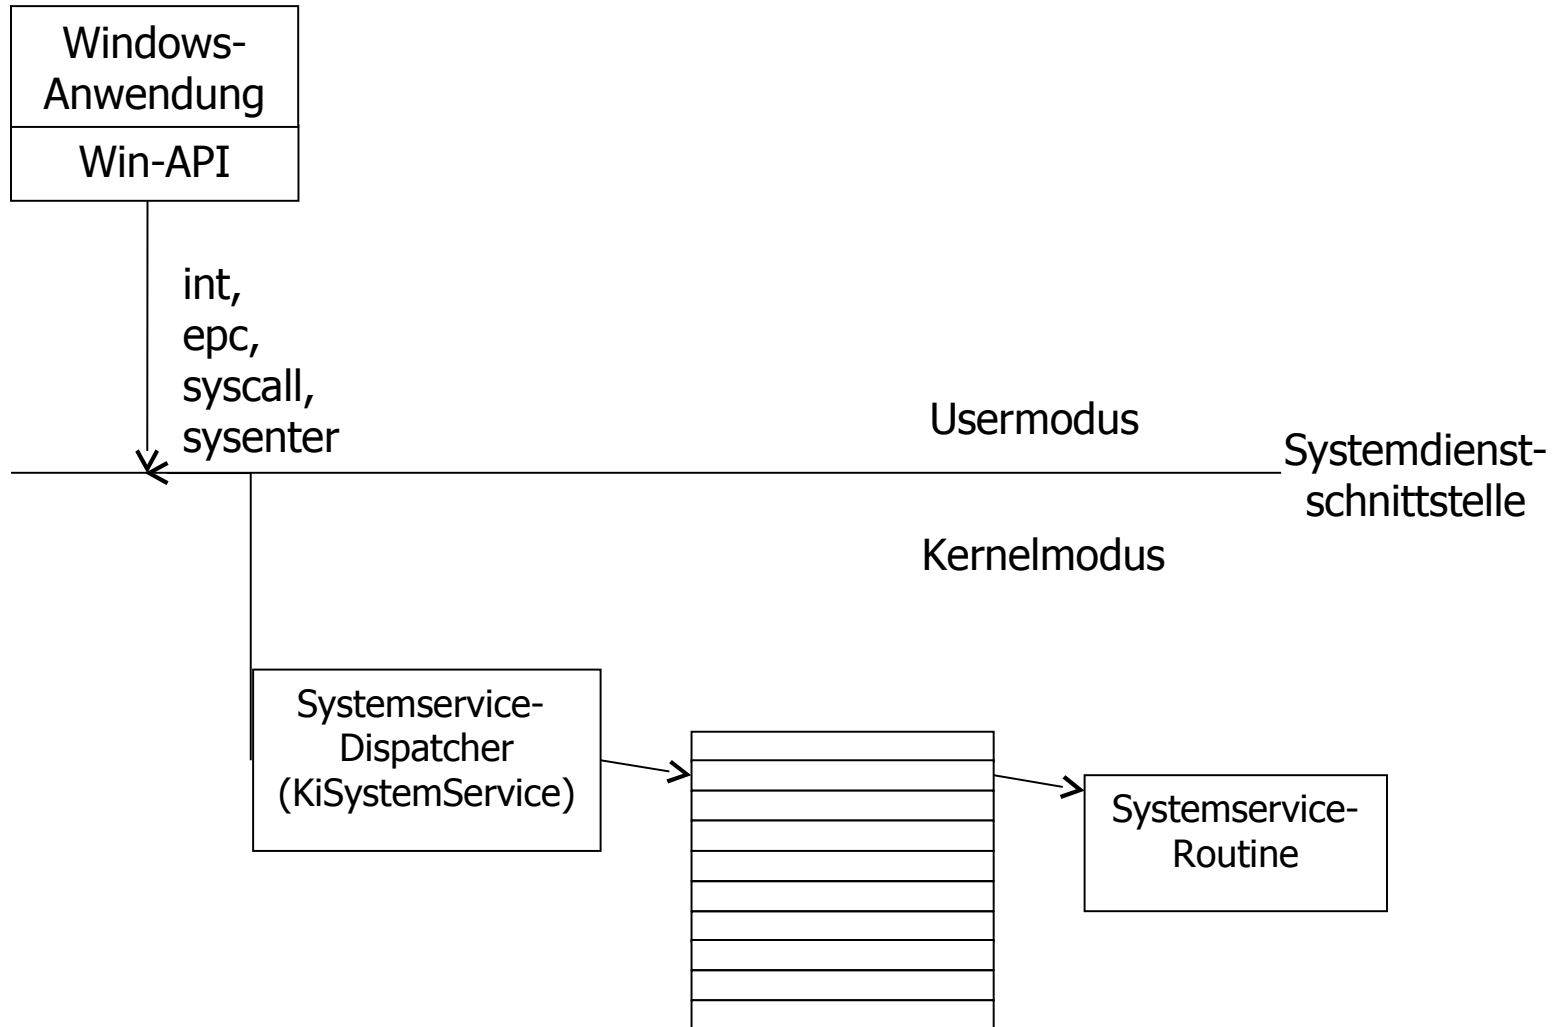 Windows-
Anwendung
Win-API
int,
epc,
syscall,
sysenter
Usermodus
Systemdienst-
schnittstelle
Kernelmodus
Systemservice-
Dispatcher
(KiSystemService)
Systemservice-
Routine